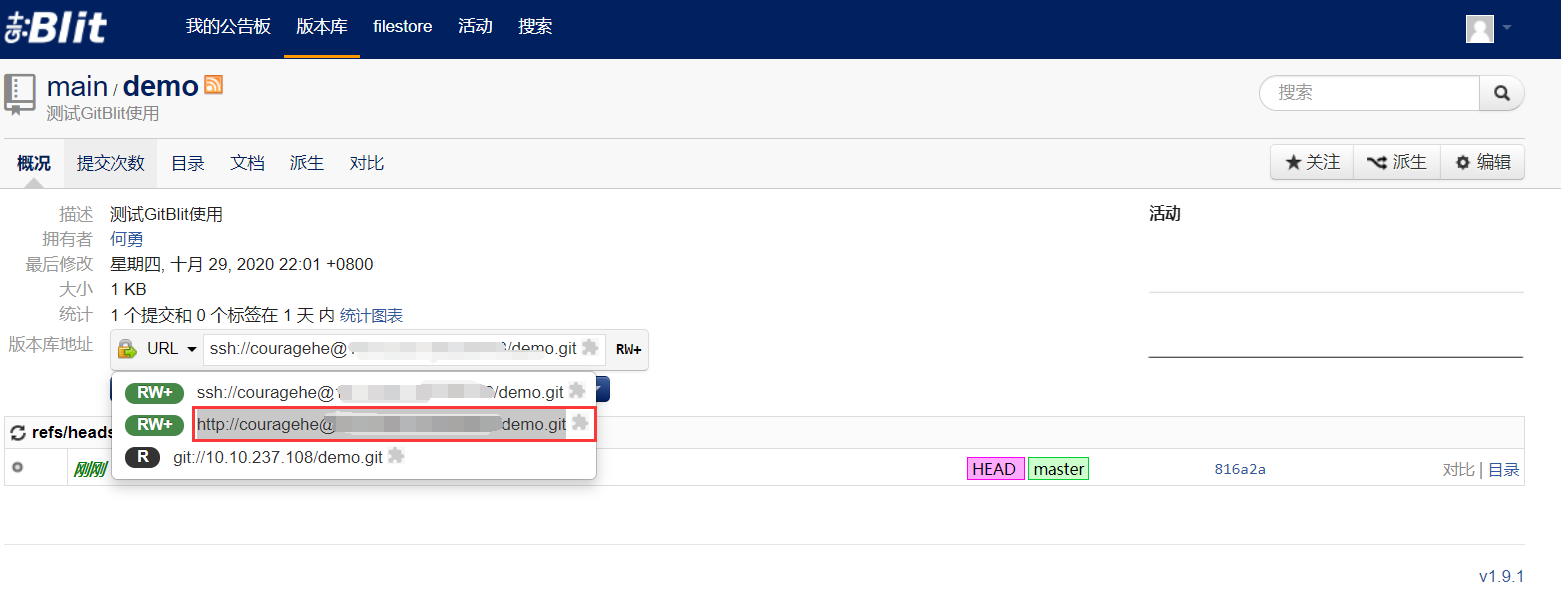 Blit 我的公告板 版本库 filestore 活动 搜索
main / demo
测试GitBlit使用
搜索
概况 提交次数 目录 文档 派生 对比 关注 派生 编辑
描述 测试GitBlit使用 活动
拥有者 何勇
最后修改 星期四, 十月 29, 2020 22:01 +0800
大小 1 KB
统计 1 个提交和 0 个标签在 1 天 内 统计图表
版本库地址 URL ssh://couragehe@ /demo.git RW+
RW+ ssh://couragehe@ /demo.git
RW+ http://couragehe@ demo.git
refs/heads
R git://10.10.237.108/demo.git
刚刚 HEAD master 816a2a 对比 | 目录
v1.9.1